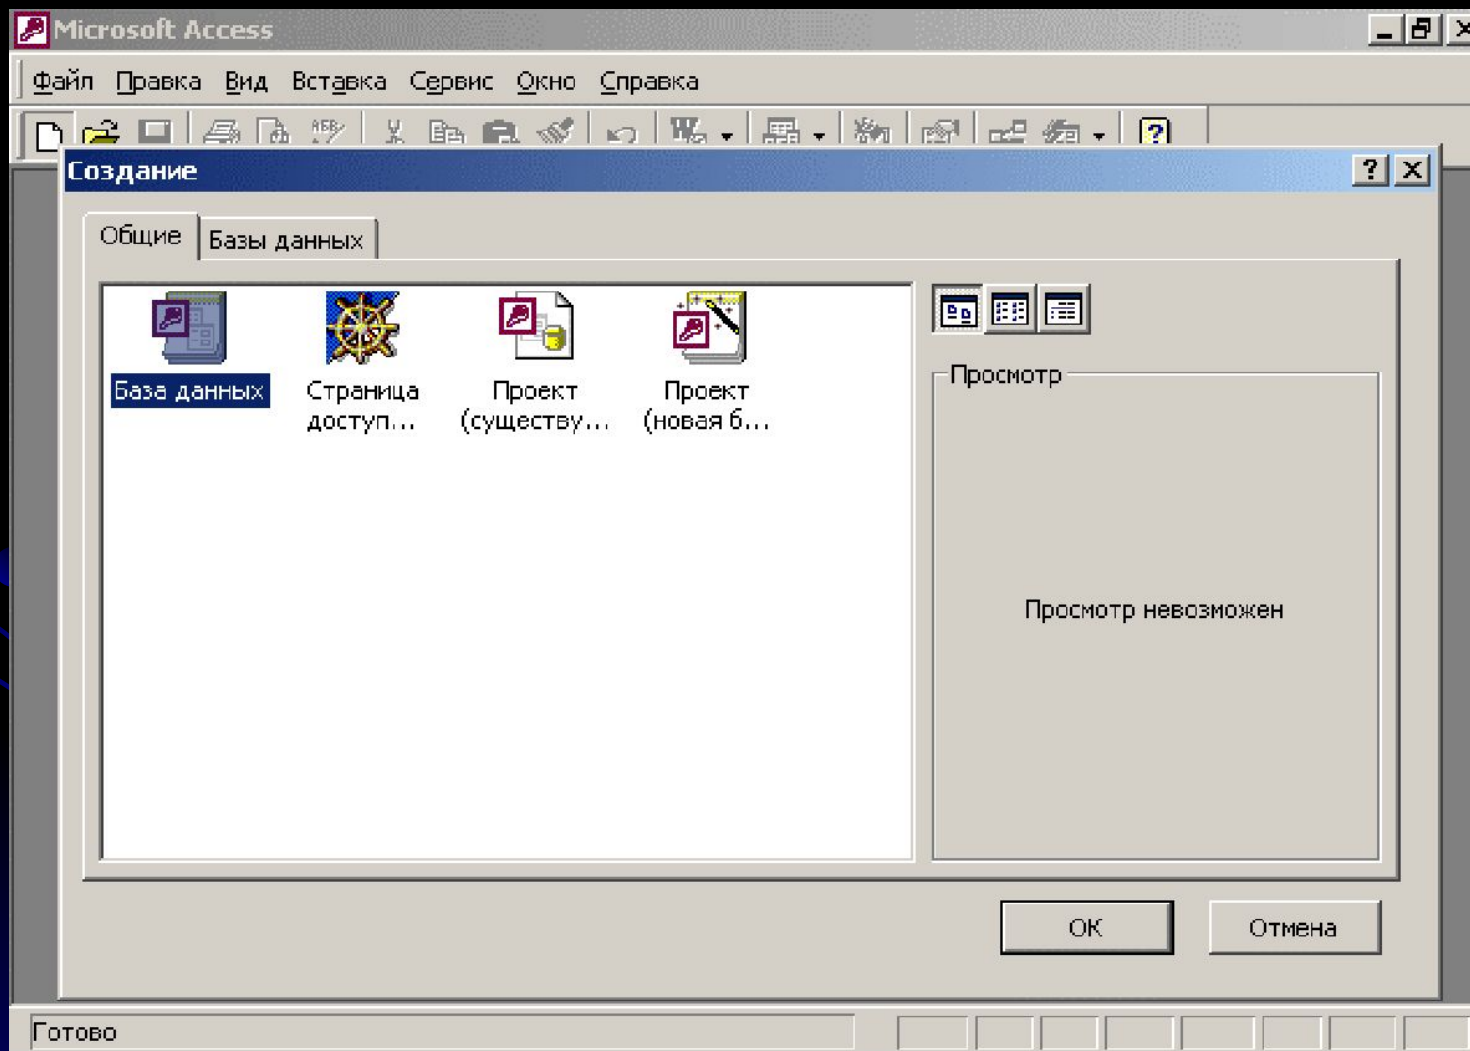 Microsoft Access
Файл Правка Вид Вставка Сервис Окно Справка
Создание
Общие
Базы данных
База данных
Страница
доступ...
Проект
(существу...
Проект
(новая б...
Просмотр
Просмотр невозможен
ОК
Отмена
Готово